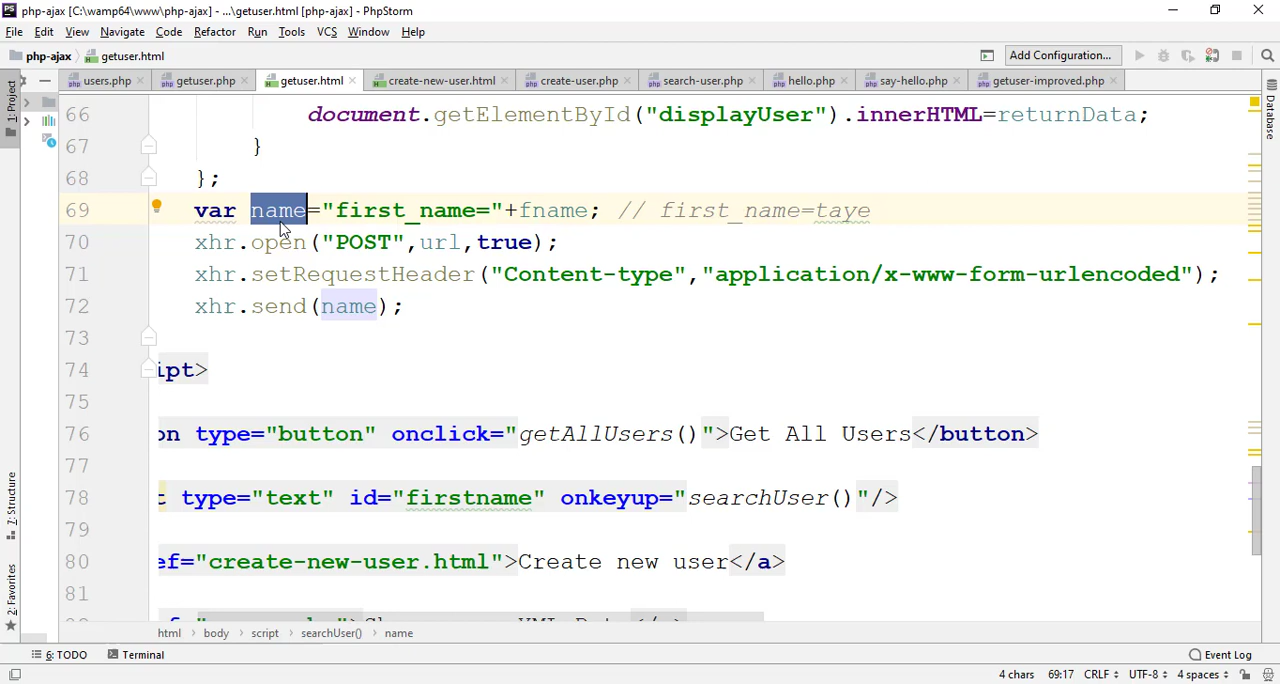 php-ajax [C:\wamp64\www\php-ajax] - ...\getuser.html [php-ajax] - PhpStorm
File Edit View Navigate Code Refactor Run Tools VCS Window Help
php-ajax getuser.html Add Configuration...
users.php getuser.php getuser.html create-new-user.html create-user.php search-user.php hello.php say-hello.php getuser-improved.php
1: Project
Database
66 document.getElementById("displayUser").innerHTML=returnData;
67 }
68 };
69 var name="first_name="+fname; // first_name=taye
70 xhr.open("POST",url,true);
71 xhr.setRequestHeader("Content-type","application/x-www-form-urlencoded");
72 xhr.send(name);
73
74 ipt>
75
76 on type="button" onclick="getAllUsers()">Get All Users</button>
77
78 t type="text" id="firstname" onkeyup="searchUser()"/>
79
80 ef="create-new-user.html">Create new user</a>
81
7: Structure
2: Favorites
html body script searchUser() name
6: TODO Terminal Event Log
4 chars 69:17 CRLF UTF-8 4 spaces